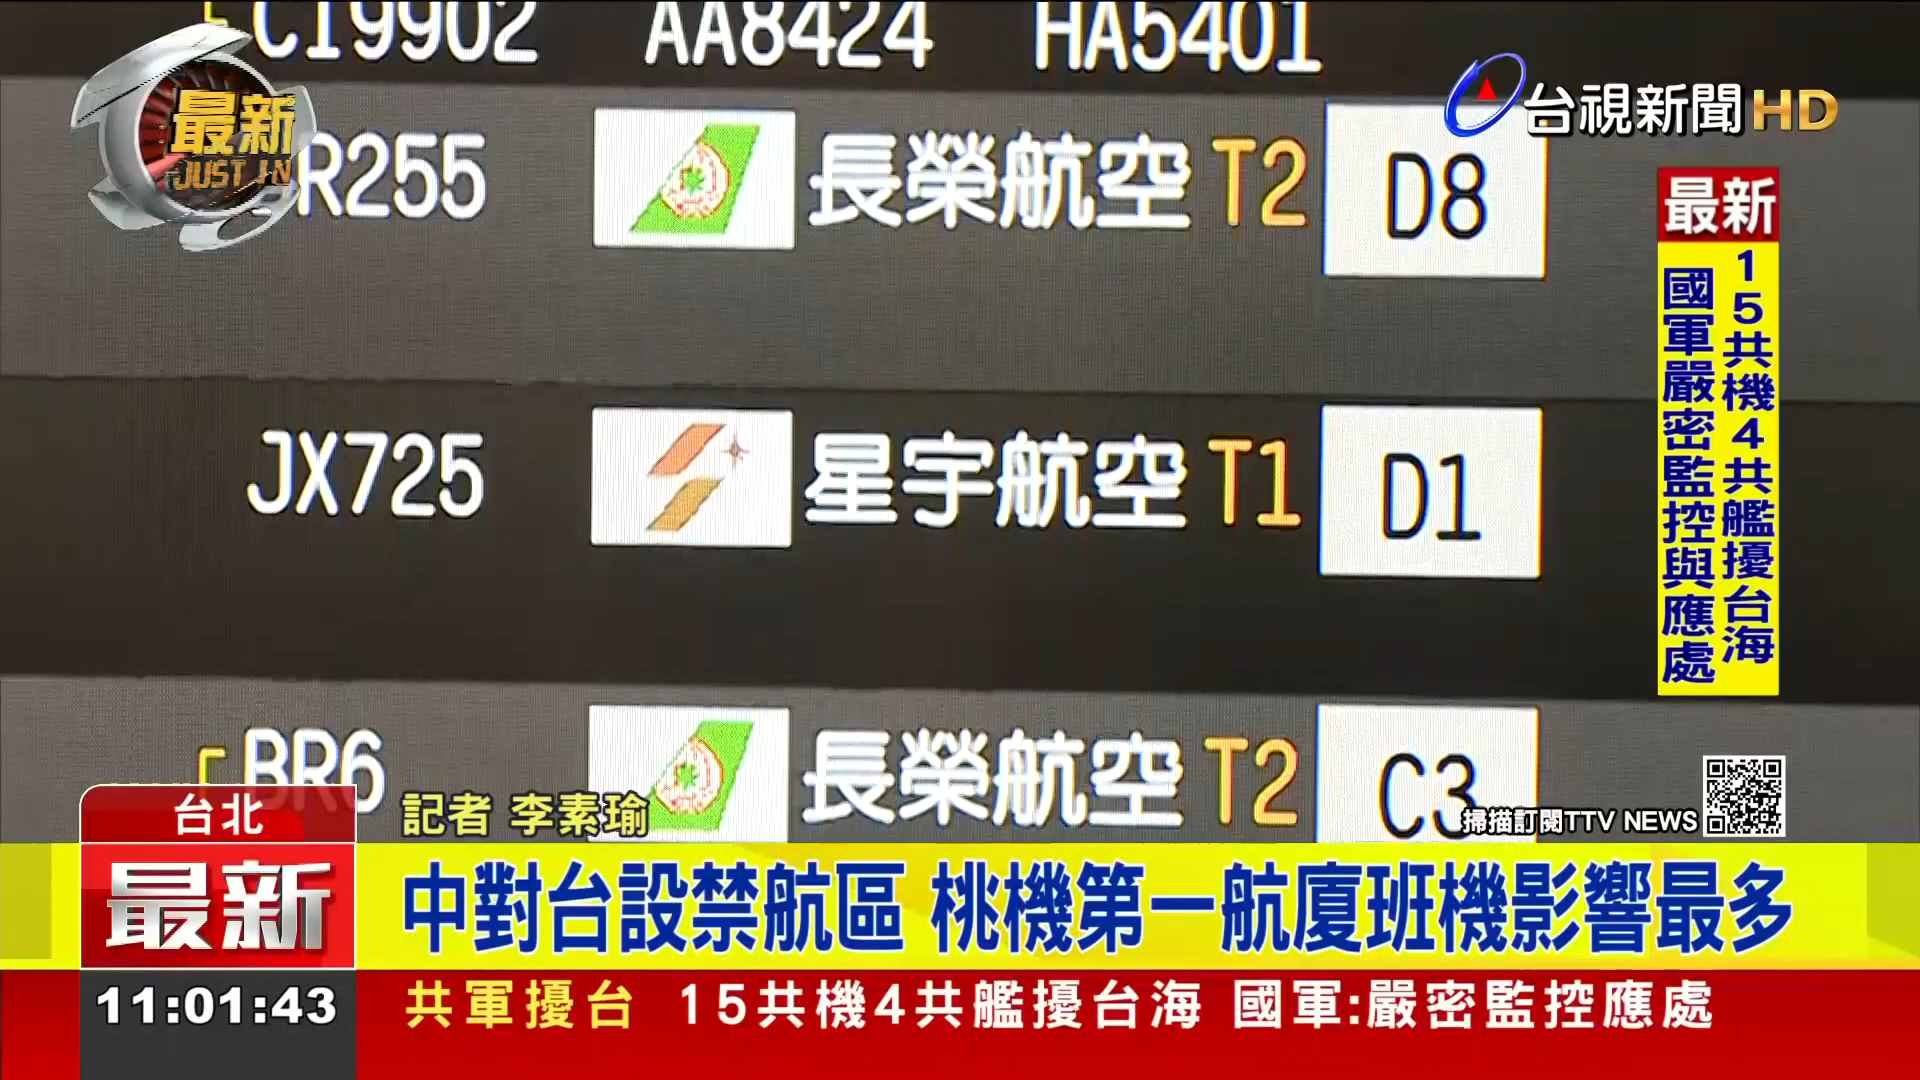 CI9902 AA8424 HA5401
最新
JUST IN
台視新聞 HD
R255 長榮航空 T2 D8
JX725 星宇航空 T1 D1
BR6 長榮航空 T2 C3
最新
15共機4共艦擾台海
國軍嚴密監控與應處
掃描訂閱TTV NEWS
台北
記者 李素瑜
最新
中對台設禁航區 桃機第一航廈班機影響最多
11:01:43
共軍擾台 15共機4共艦擾台海 國軍:嚴密監控應處